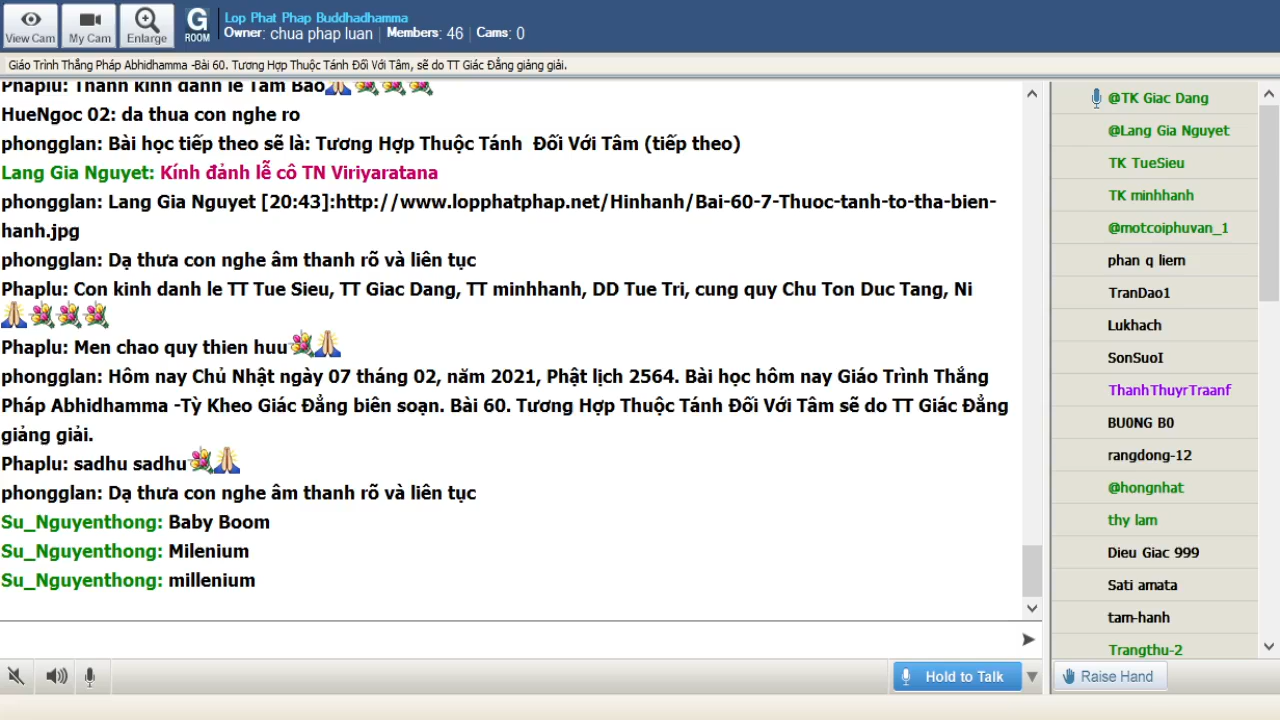 View Cam
My Cam
Enlarge
G
ROOM
Lop Phat Phap Buddhadhamma
Owner: chua phap luan Members: 46 Cams: 0
Giáo Trình Thắng Pháp Abhidhamma -Bài 60. Tương Hợp Thuộc Tánh Đối Với Tâm, sẽ do TT Giác Đẳng giảng giải.
Phaplu: Thanh kinh danh le Tam Bao
HueNgoc 02: da thua con nghe ro
phongglan: Bài học tiếp theo sẽ là: Tương Hợp Thuộc Tánh Đối Với Tâm (tiếp theo)
Lang Gia Nguyet: Kính đảnh lễ cô TN Viriyaratana
phongglan: Lang Gia Nguyet [20:43]:http://www.lopphatphap.net/Hinhanh/Bai-60-7-Thuoc-tanh-to-tha-bien-
hanh.jpg
phongglan: Dạ thưa con nghe âm thanh rõ và liên tục
Phaplu: Con kinh danh le TT Tue Sieu, TT Giac Dang, TT minhhanh, DD Tue Tri, cung quy Chu Ton Duc Tang, Ni
Phaplu: Men chao quy thien huu
phongglan: Hôm nay Chủ Nhật ngày 07 tháng 02, năm 2021, Phật lịch 2564. Bài học hôm nay Giáo Trình Thắng
Pháp Abhidhamma -Tỳ Kheo Giác Đẳng biên soạn. Bài 60. Tương Hợp Thuộc Tánh Đối Với Tâm sẽ do TT Giác Đẳng
giảng giải.
Phaplu: sadhu sadhu
phongglan: Dạ thưa con nghe âm thanh rõ và liên tục
Su_Nguyenthong: Baby Boom
Su_Nguyenthong: Milenium
Su_Nguyenthong: millenium
Hold to Talk
@TK Giac Dang
@Lang Gia Nguyet
TK TueSieu
TK minhhanh
@motcoiphuvan_1
phan q liem
TranDao1
Lukhach
SonSuoI
ThanhThuyrTraanf
BU0NG B0
rangdong-12
@hongnhat
thy lam
Dieu Giac 999
Sati amata
tam-hanh
Trangthu-2
Raise Hand